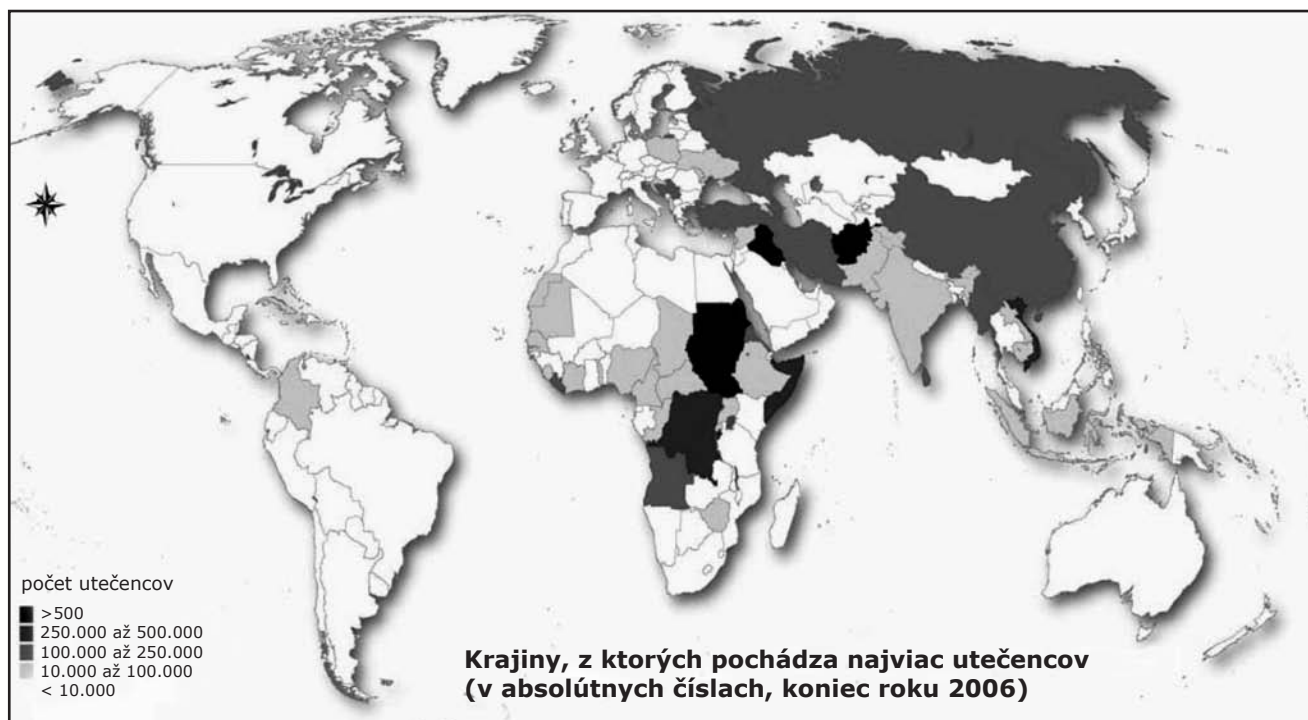 počet utečencov
>500
250.000 až 500.000
100.000 až 250.000
10.000 až 100.000
< 10.000
Krajiny, z ktorých pochádza najviac utečencov
(v absolútnych číslach, koniec roku 2006)